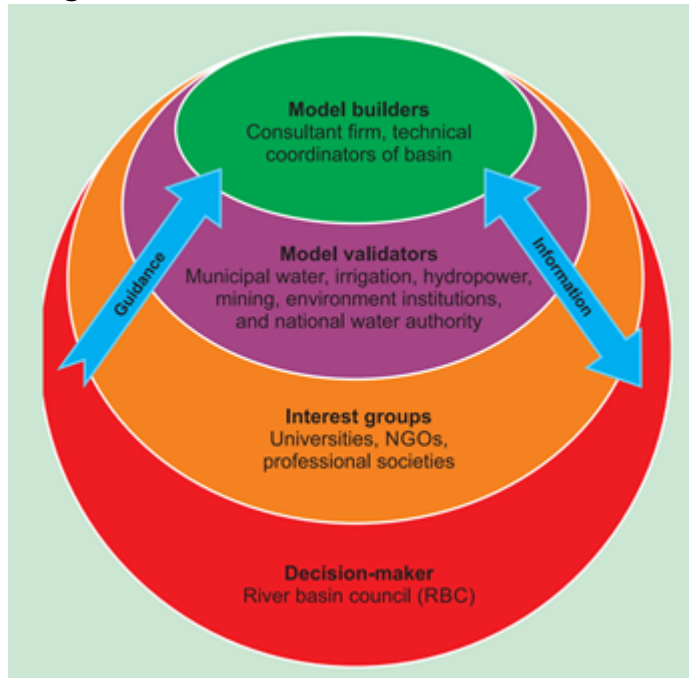 Model builders
Consultant firm, technical
coordinators of basin
Guidance
Information
Model validators
Municipal water, irrigation, hydropower,
mining, environment institutions,
and national water authority
Interest groups
Universities, NGOs,
professional societies
Decision-maker
River basin council (RBC)